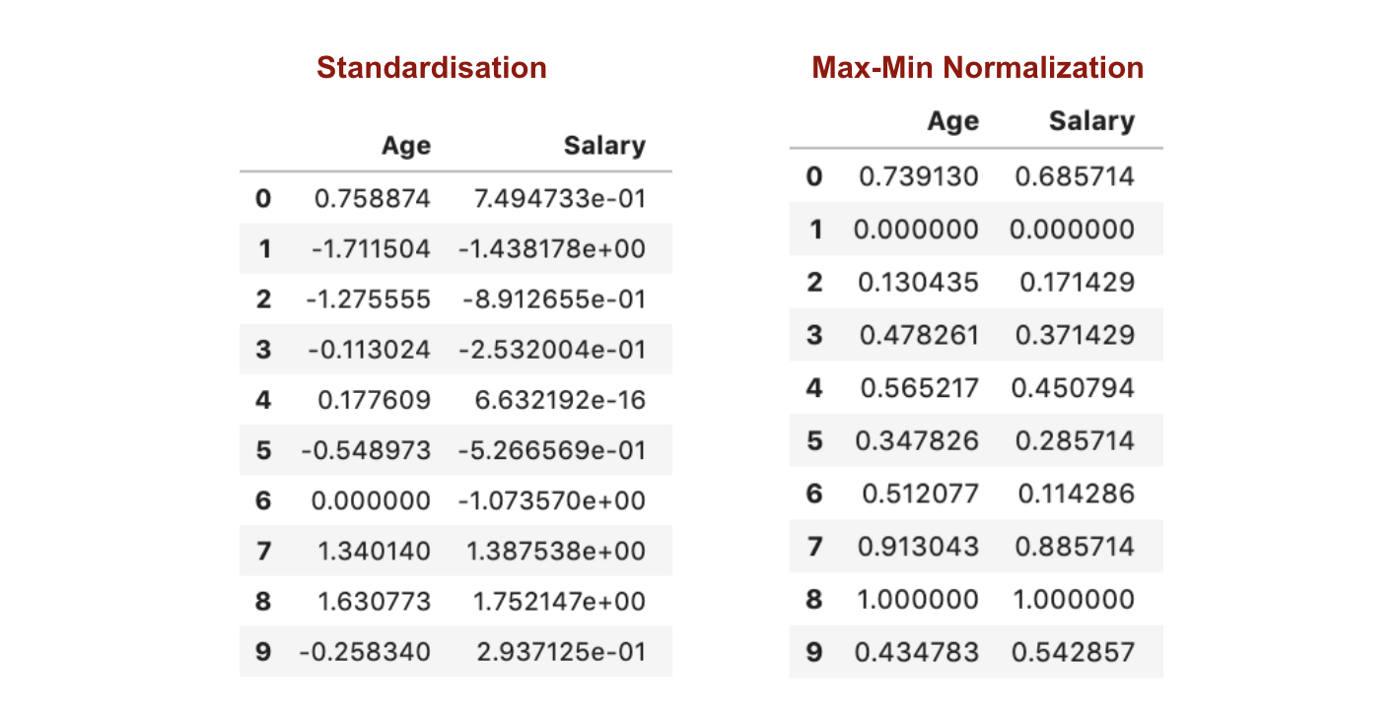 Standardisation
Age Salary
0 0.758874 7.494733e-01
1 -1.711504 -1.438178e+00
2 -1.275555 -8.912655e-01
3 -0.113024 -2.532004e-01
4 0.177609 6.632192e-16
5 -0.548973 -5.266569e-01
6 0.000000 -1.073570e+00
7 1.340140 1.387538e+00
8 1.630773 1.752147e+00
9 -0.258340 2.937125e-01
Max-Min Normalization
Age Salary
0 0.739130 0.685714
1 0.000000 0.000000
2 0.130435 0.171429
3 0.478261 0.371429
4 0.565217 0.450794
5 0.347826 0.285714
6 0.512077 0.114286
7 0.913043 0.885714
8 1.000000 1.000000
9 0.434783 0.542857